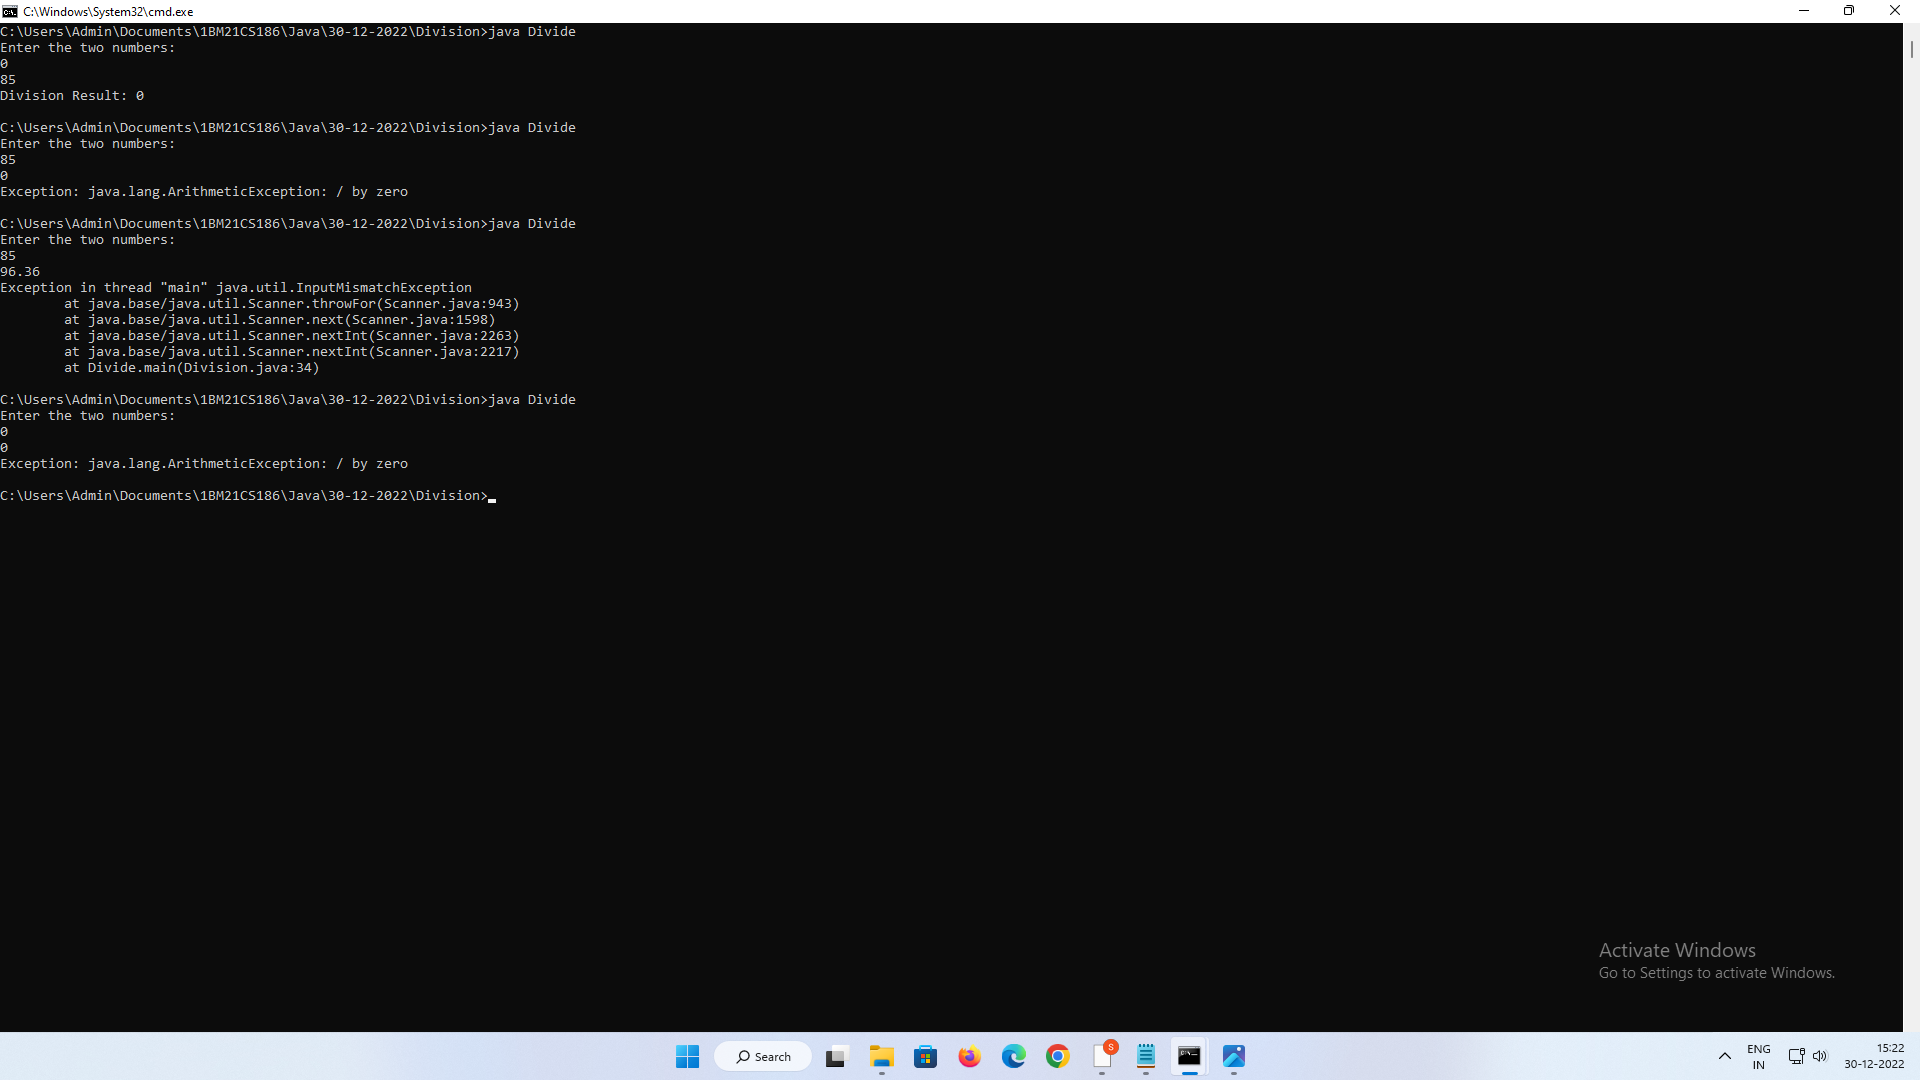 C:\Windows\System32\cmd.exe
C:\Users\Admin\Documents\1BM21CS186\Java\30-12-2022\Division>java Divide
Enter the two numbers:
0
85
Division Result: 0
C:\Users\Admin\Documents\1BM21CS186\Java\30-12-2022\Division>java Divide
Enter the two numbers:
85
0
Exception: java.lang.ArithmeticException: / by zero
C:\Users\Admin\Documents\1BM21CS186\Java\30-12-2022\Division>java Divide
Enter the two numbers:
85
96.36
Exception in thread "main" java.util.InputMismatchException
        at java.base/java.util.Scanner.throwFor(Scanner.java:943)
        at java.base/java.util.Scanner.next(Scanner.java:1598)
        at java.base/java.util.Scanner.nextInt(Scanner.java:2263)
        at java.base/java.util.Scanner.nextInt(Scanner.java:2217)
        at Divide.main(Division.java:34)
C:\Users\Admin\Documents\1BM21CS186\Java\30-12-2022\Division>java Divide
Enter the two numbers:
0
0
Exception: java.lang.ArithmeticException: / by zero
C:\Users\Admin\Documents\1BM21CS186\Java\30-12-2022\Division>
Activate Windows
Go to Settings to activate Windows.
Search
S
ENG
IN
15:22
30-12-2022